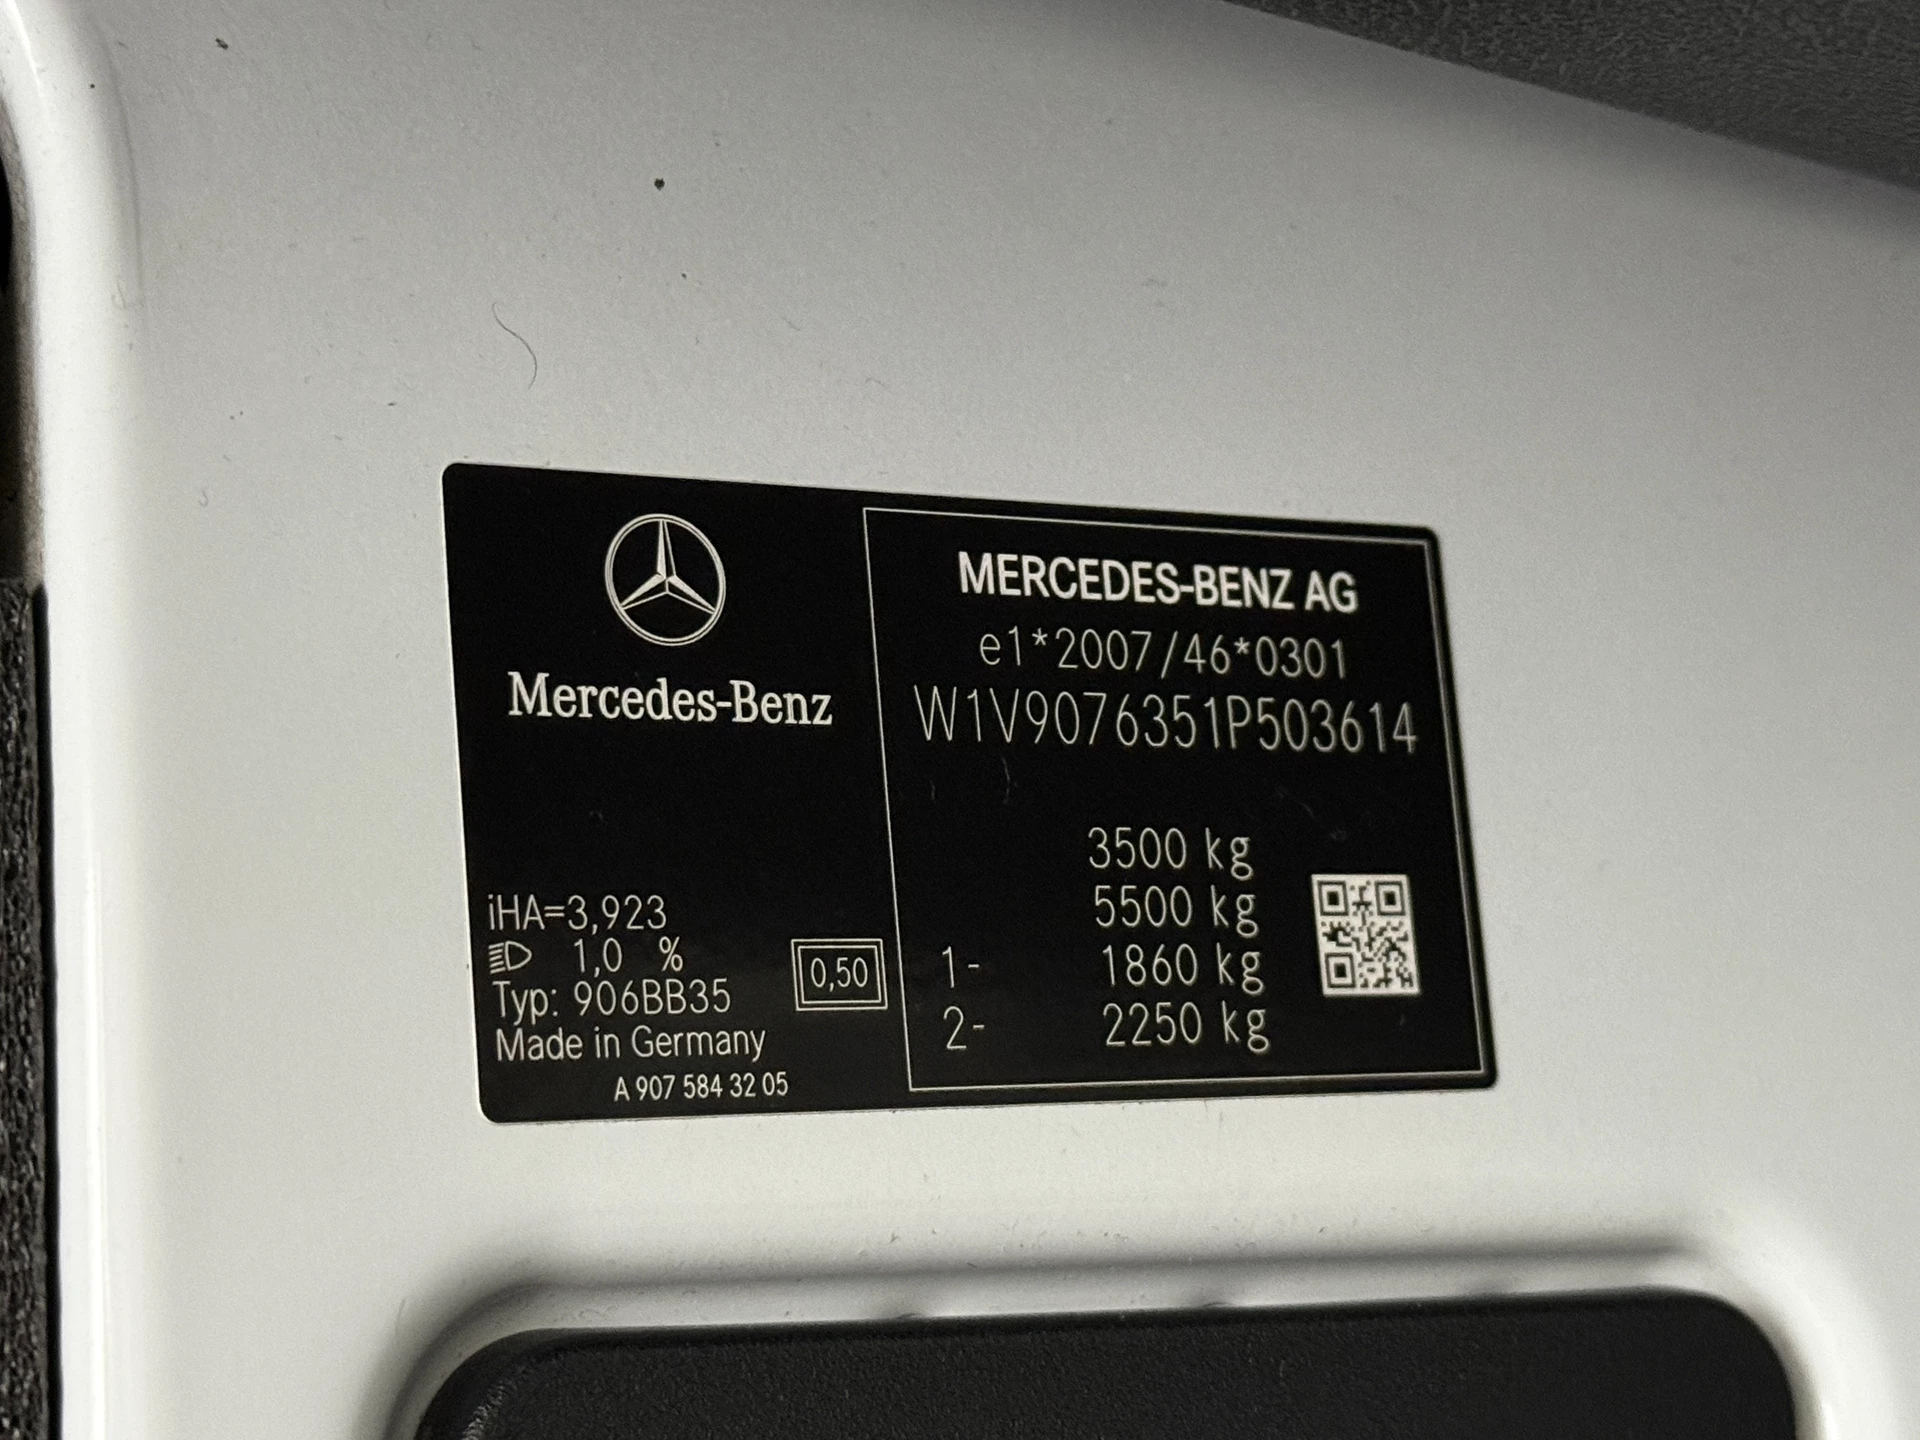 Mercedes-Benz
iHA=3,923
1,0 %
Typ: 906BB35
Made in Germany
A 907 584 32 05
0,50
MERCEDES-BENZ AG
e1*2007/46*0301
W1V9076351P503614
3500 kg
5500 kg
1- 1860 kg
2- 2250 kg